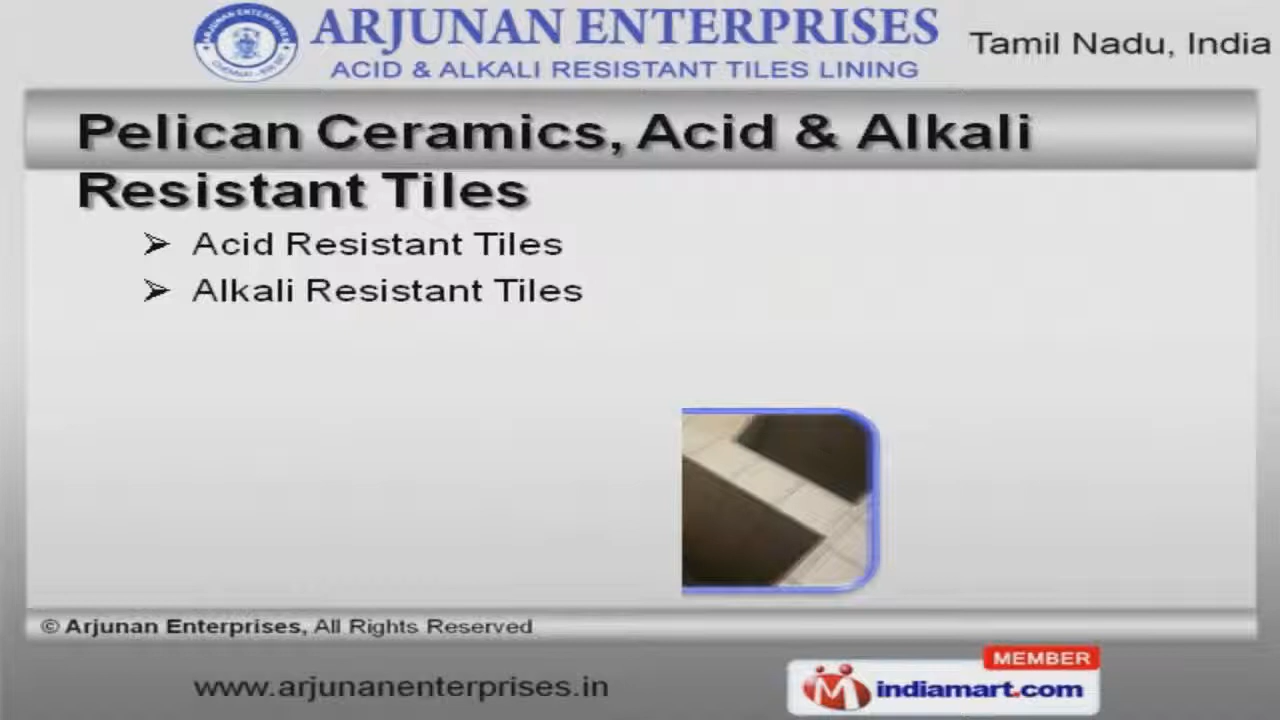 ARJUNAN ENTERPRISES
ACID & ALKALI RESISTANT TILES LINING
Tamil Nadu, India
Pelican Ceramics, Acid & Alkali
Resistant Tiles
➢ Acid Resistant Tiles
➢ Alkali Resistant Tiles
© Arjunan Enterprises, All Rights Reserved
www.arjunanenterprises.in
MEMBER
indiamart.com